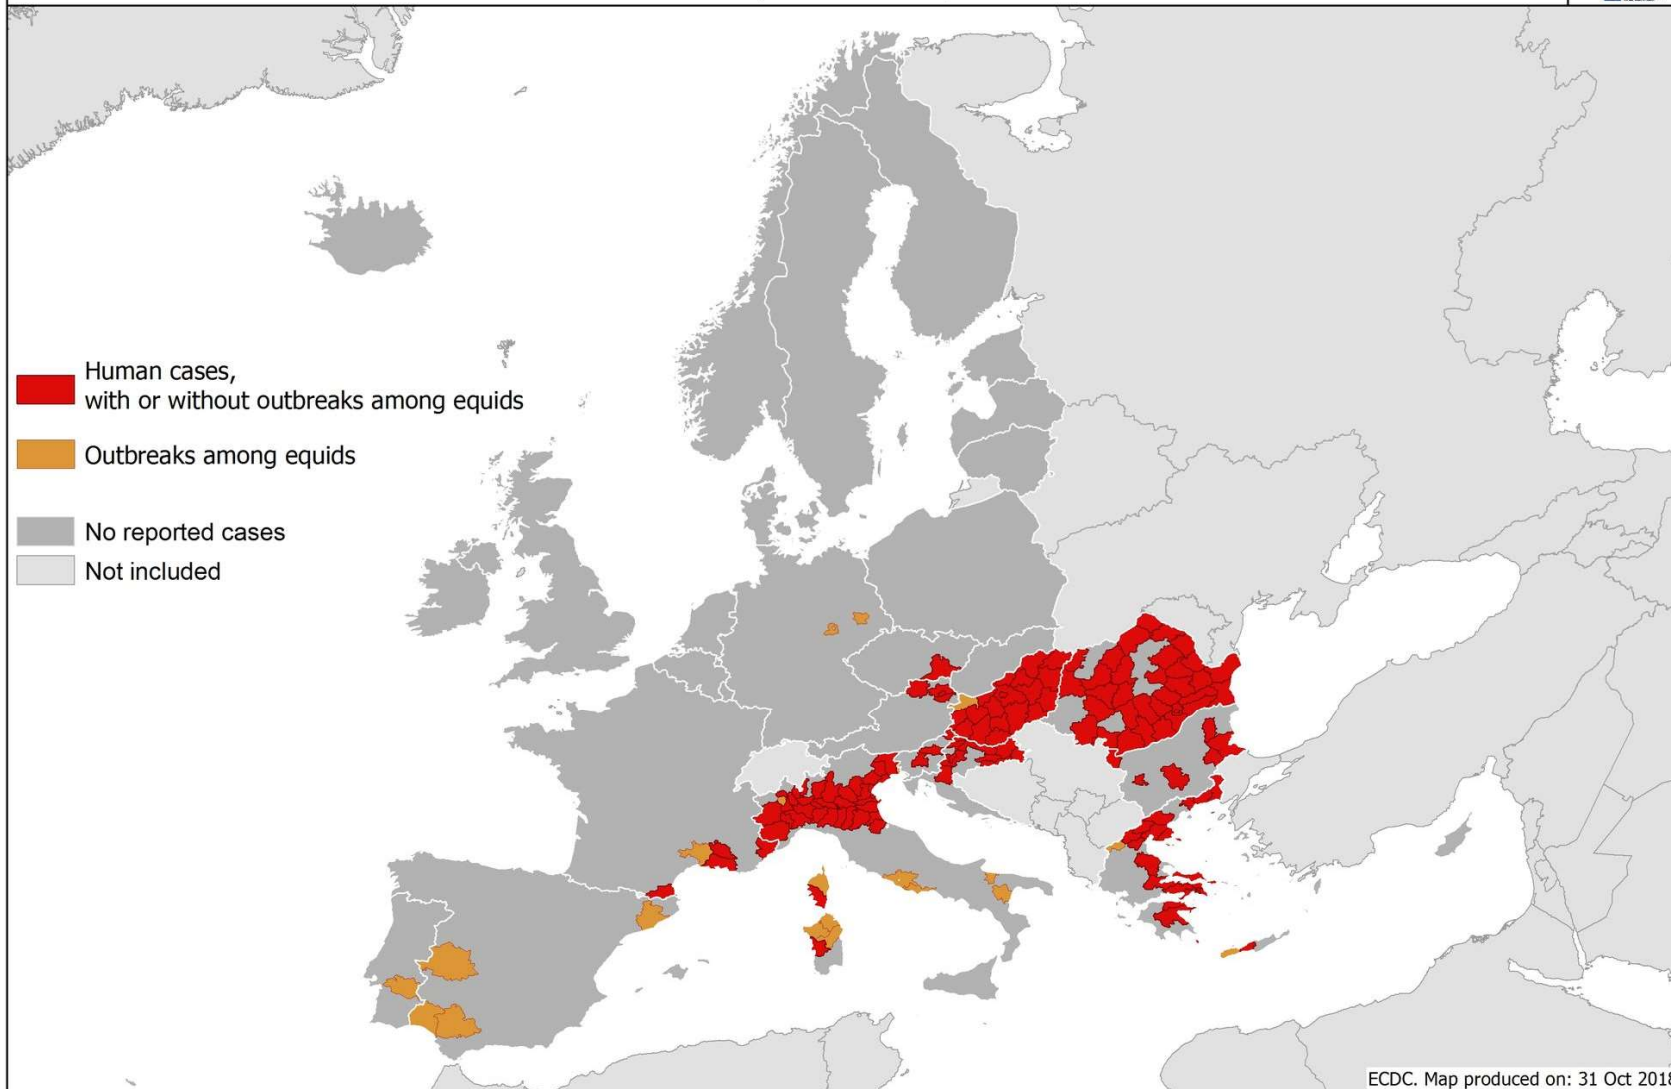 Human cases,
with or without outbreaks among equids
Outbreaks among equids
No reported cases
Not included
ECDC. Map produced on: 31 Oct 2018